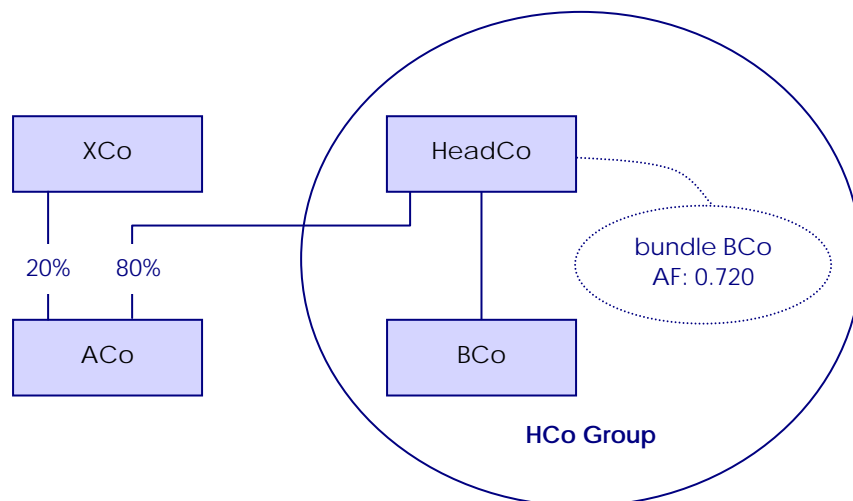 XCo
HeadCo
20%
80%
bundle BCo
AF: 0.720
ACo
BCo
HCo Group